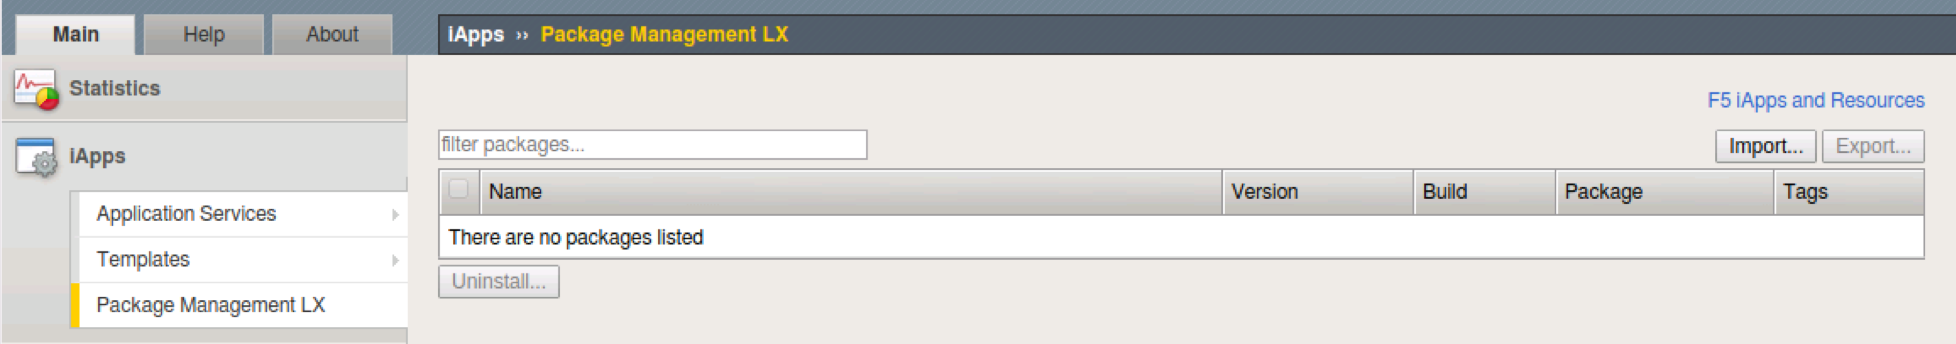 Main Help About
iApps ›› Package Management LX
Statistics
F5 iApps and Resources
filter packages...
Import... Export...
iApps
Name Version Build Package Tags
Application Services
There are no packages listed
Templates
Uninstall...
Package Management LX